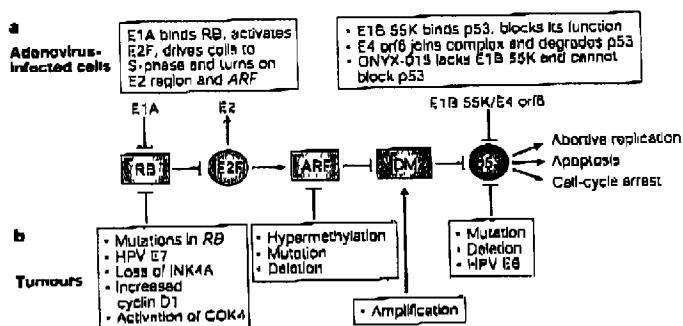 a
Adenovirus-
infected cells
E1A binds RB, activates
E2F, drives cells to
S-phase and turns on
E2 region and ARF
• E1B 55K binds p53, blocks its function
• E4 orf6 joins complex and degrades p53
• ONYX-015 lacks E1B 55K and cannot
block p53
E1A
E2
E1B 55K/E4 orf6
RB
E2F
ARF
DM
Abortive replication
Apoptosis
Cell-cycle arrest
b
Tumours
• Mutations in RB
• HPV E7
• Loss of INK4A
• Increased
cyclin D1
• Activation of CDK4
• Hypermethylation
• Mutation
• Deletion
• Amplification
• Mutation
• Deletion
• HPV E6